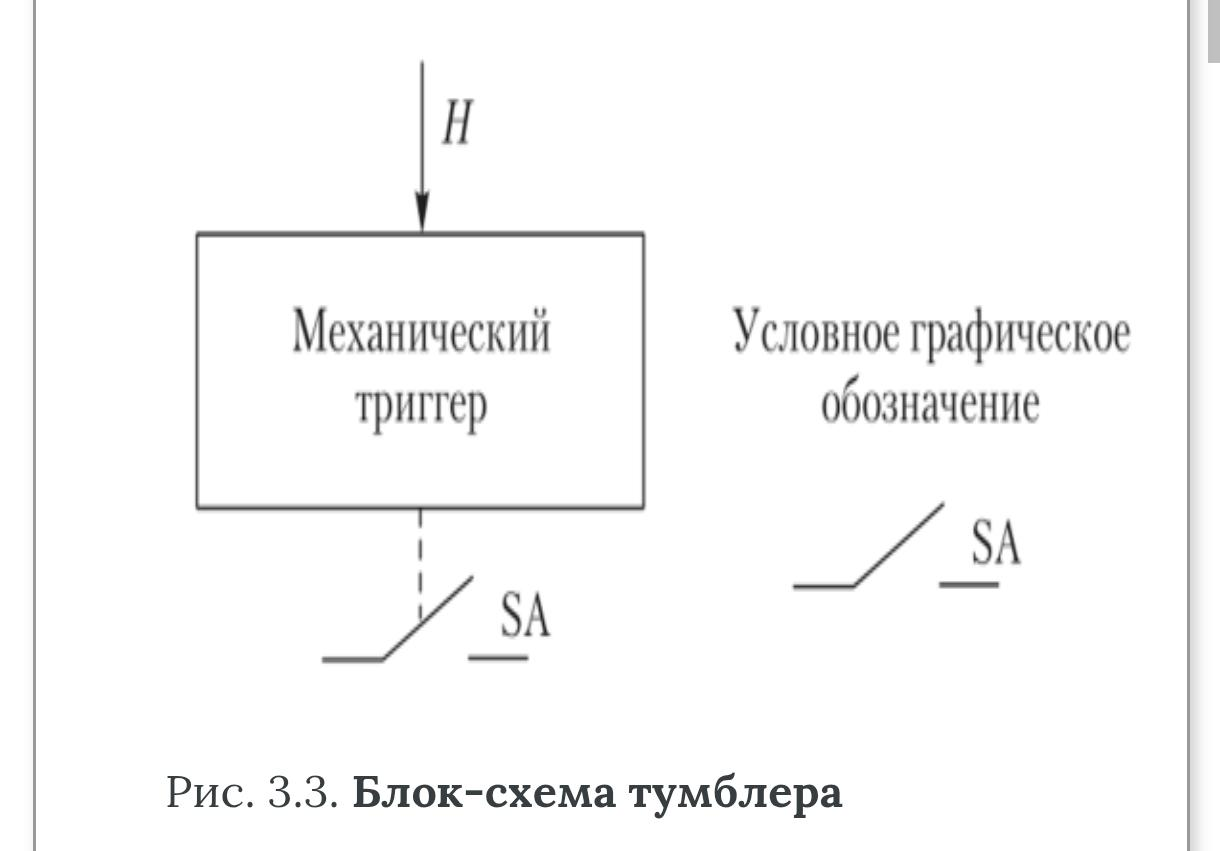 H
Механический
триггер
Условное графическое
обозначение
SA
SA
Рис. 3.3. Блок-схема тумблера